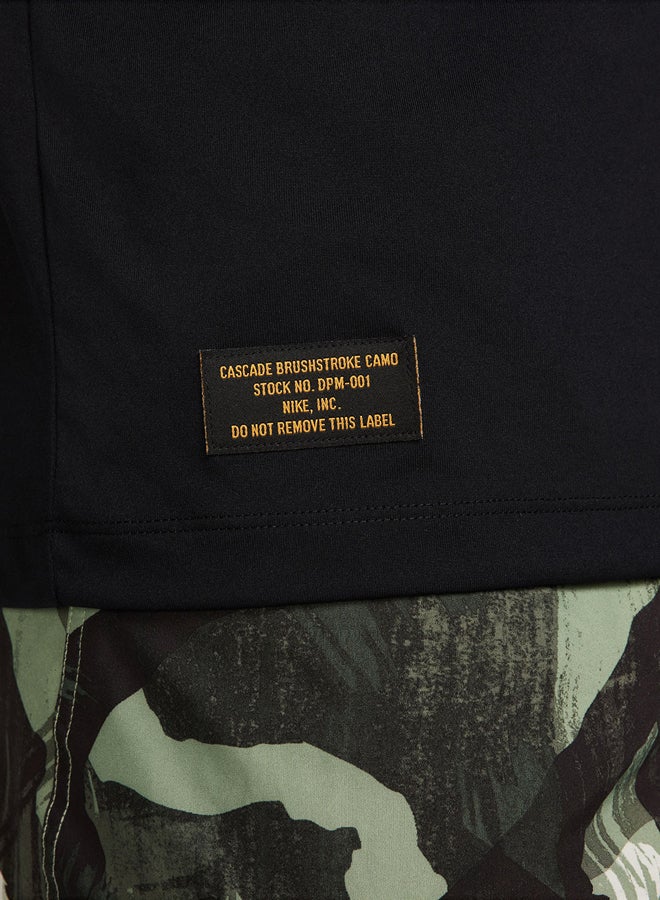 CASCADE BRUSHSTROKE CAMO
STOCK NO. DPM-001
NIKE, INC.
DO NOT REMOVE THIS LABEL